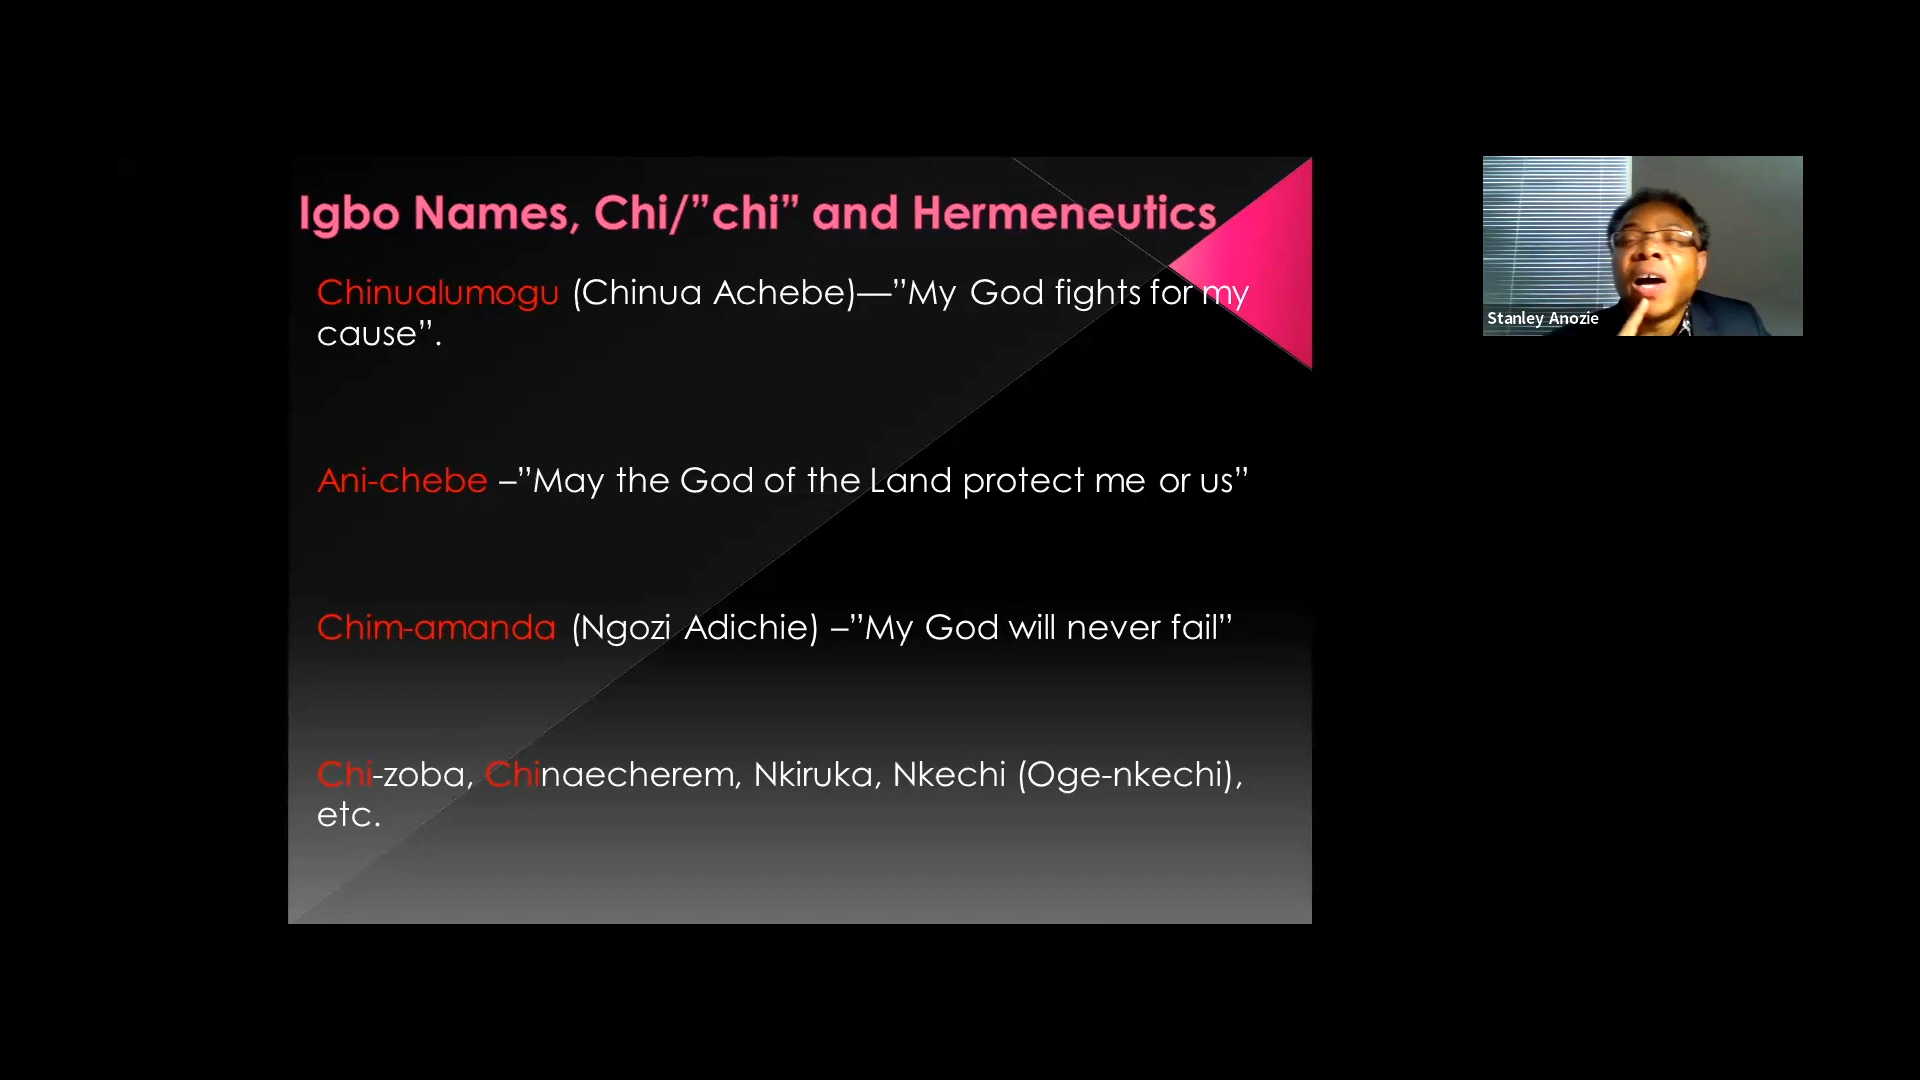 Igbo Names, Chi/”chi” and Hermeneutics
Chinualumogu (Chinua Achebe)—”My God fights for my
cause”.
Ani-chebe –”May the God of the Land protect me or us”
Chim-amanda (Ngozi Adichie) –”My God will never fail”
Chi-zoba, Chinaecherem, Nkiruka, Nkechi (Oge-nkechi),
etc.
Stanley Anozie